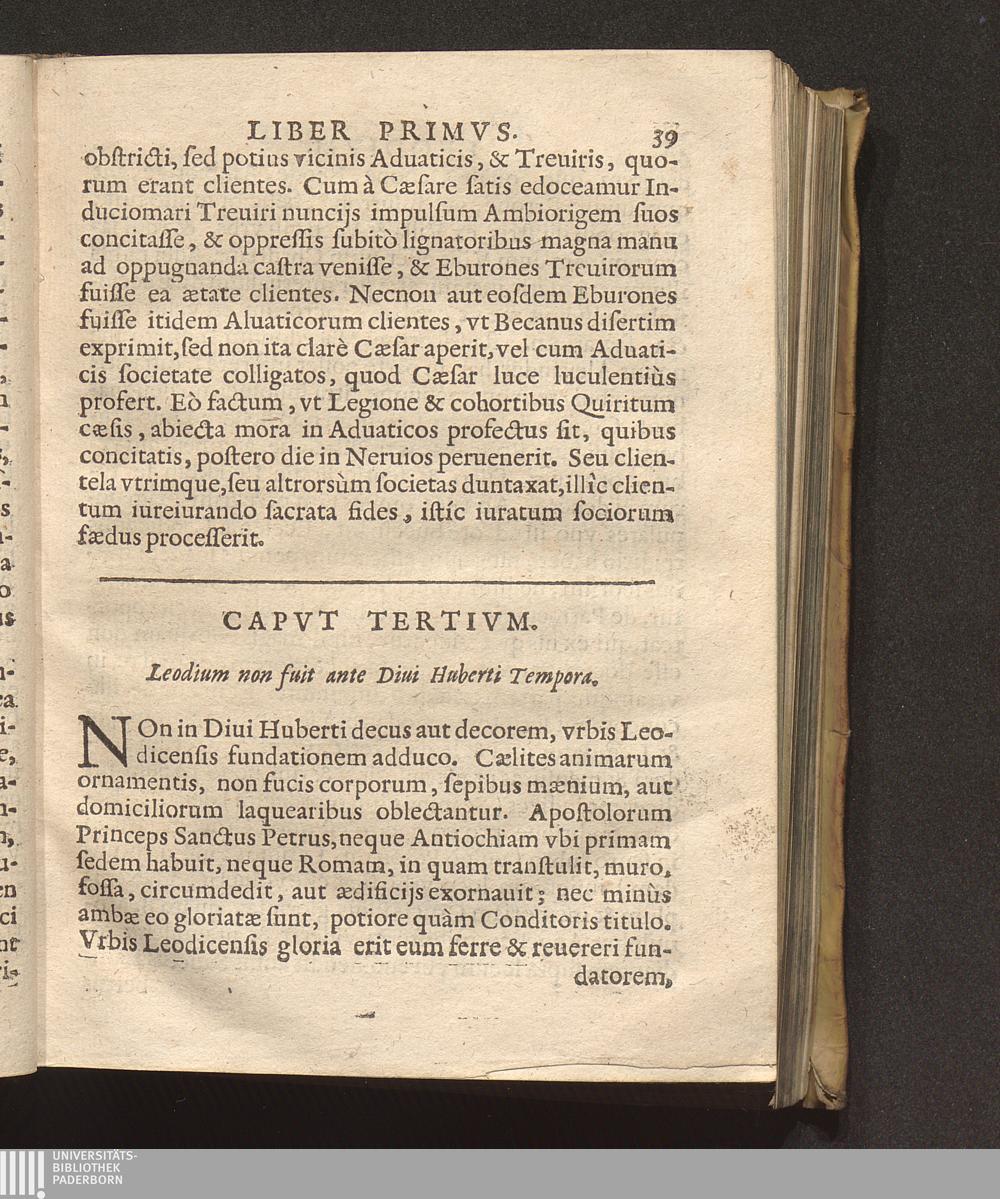 LIBER PRIMVS. 39
obſtricti, ſed potius vicinis Aduaticis, & Treuiris, quo-
rum erant clientes. Cum à Cæſare ſatis edoceamur In-
duciomari Treuiri nuncijs impulſum Ambiorigem ſuos
concitaſſe, & oppreſſis ſubitò lignatoribus magna manu
ad oppugnanda caſtra veniſſe, & Eburones Treuirorum
fuiſſe ea ætate clientes. Necnon aut eoſdem Eburones
fuiſſe itidem Aluaticorum clientes, vt Becanus diſertim
exprimit, ſed non ita clarè Cæſar aperit, vel cum Aduati-
cis ſocietate colligatos, quod Cæſar luce luculentiùs
profert. Eò factum, vt Legione & cohortibus Quiritum
cæſis, abiecta mora in Aduaticos profectus ſit, quibus
concitatis, poſtero die in Neruios peruenerit. Seu clien-
tela vtrimque, ſeu altrorsùm ſocietas duntaxat, illîc clien-
tum iureiurando ſacrata fides, iſtíc iuratum ſociorum
fædus proceſſerit.
CAPVT TERTIVM.
Leodium non fuit ante Diui Huberti Tempora.
NOn in Diui Huberti decus aut decorem, vrbis Leo-
dicenſis fundationem adduco. Cælites animarum
ornamentis, non fucis corporum, ſepibus mænium, aut
domiciliorum laquearibus oblectantur. Apoſtolorum
Princeps Sanctus Petrus, neque Antiochiam vbi primam
ſedem habuit, neque Romam, in quam tranſtulit, muro,
foſſa, circumdedit, aut ædificijs exornauit; nec minùs
ambæ eo gloriatæ ſunt, potiore quàm Conditoris titulo.
Vrbis Leodicenſis gloria erit eum ferre & reuereri fun-
datorem,
UNIVERSITÄTS-
BIBLIOTHEK
PADERBORN